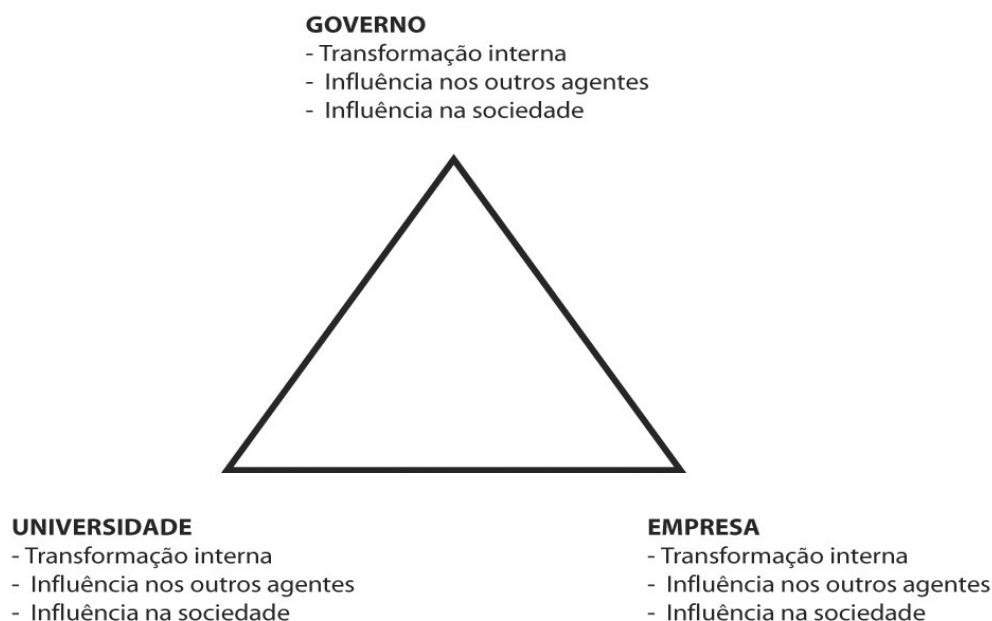 GOVERNO
- Transformação interna
- Influência nos outros agentes
- Influência na sociedade
UNIVERSIDADE
- Transformação interna
- Influência nos outros agentes
- Influência na sociedade
EMPRESA
- Transformação interna
- Influência nos outros agentes
- Influência na sociedade